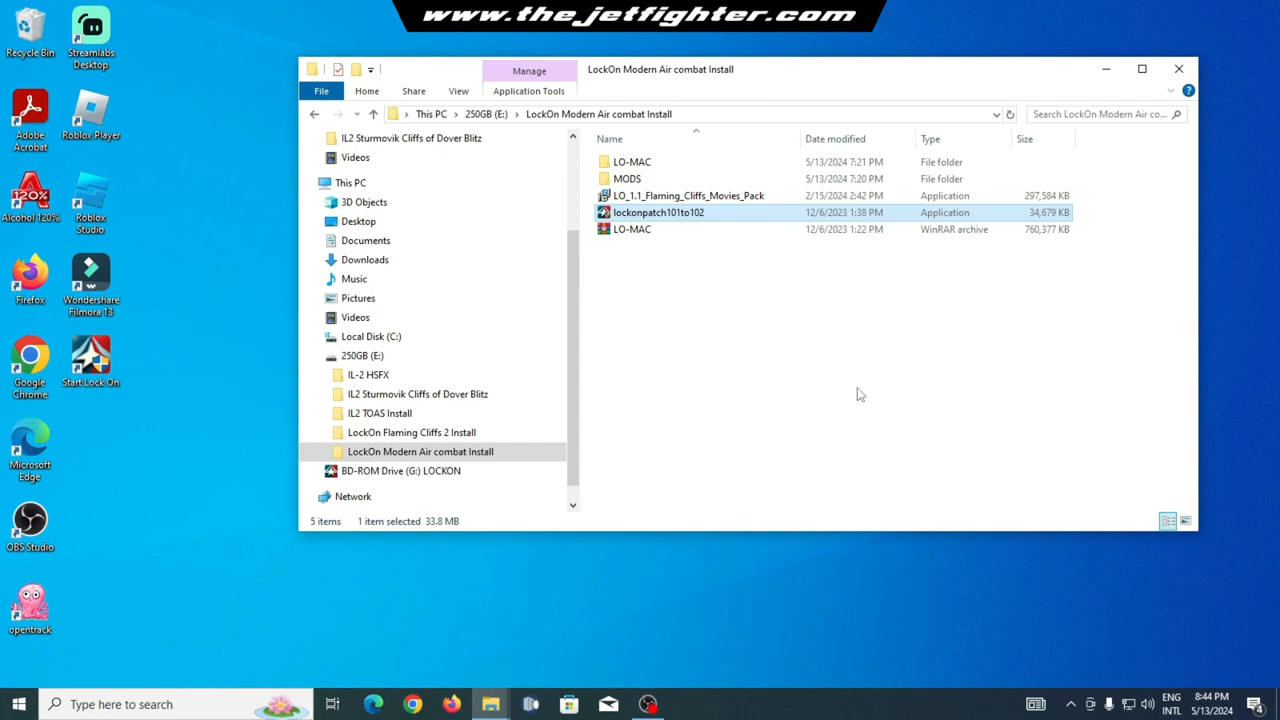 www.thejetfighter.com
Recycle Bin
Streamlabs Desktop
Adobe Acrobat
Roblox Player
Alcohol 120%
Roblox Studio
Firefox
Wondershare Filmora 13
Google Chrome
Start Lock On
Microsoft Edge
OBS Studio
opentrack
Manage
LockOn Modern Air combat Install
File Home Share View Application Tools
This PC > 250GB (E:) > LockOn Modern Air combat Install
Search LockOn Modern Air co...
IL2 Sturmovik Cliffs of Dover Blitz
Videos
This PC
3D Objects
Desktop
Documents
Downloads
Music
Pictures
Videos
Local Disk (C:)
250GB (E:)
IL-2 HSFX
IL2 Sturmovik Cliffs of Dover Blitz
IL2 TOAS Install
LockOn Flaming Cliffs 2 Install
LockOn Modern Air combat Install
BD-ROM Drive (G:) LOCKON
Network
Name Date modified Type Size
LO-MAC 5/13/2024 7:21 PM File folder
MODS 5/13/2024 7:20 PM File folder
LO_1.1_Flaming_Cliffs_Movies_Pack 2/15/2024 2:42 PM Application 297,584 KB
lockonpatch101to102 12/6/2023 1:38 PM Application 34,679 KB
LO-MAC 12/6/2023 1:22 PM WinRAR archive 760,377 KB
5 items 1 item selected 33.8 MB
Type here to search
ENG
INTL
8:44 PM
5/13/2024
4